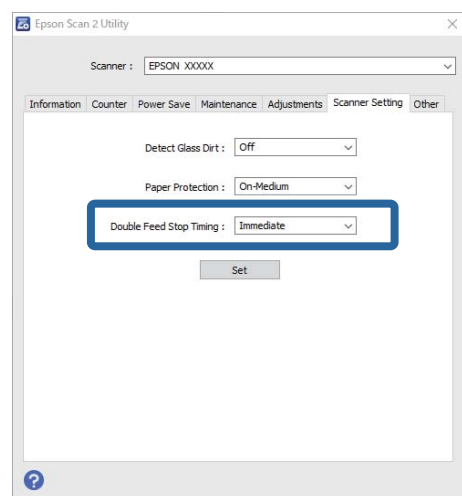 Epson Scan 2 Utility
Scanner : EPSON XXXXX
Information Counter Power Save Maintenance Adjustments Scanner Setting Other
Detect Glass Dirt : Off
Paper Protection : On-Medium
Double Feed Stop Timing : Immediate
Set
?